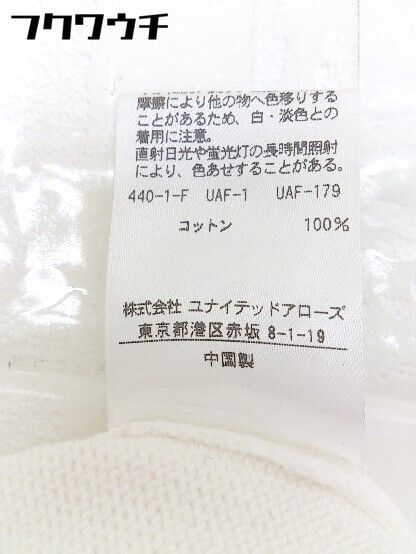 フクワウチ
摩擦により他の物へ色移りする
ことがあるため、白・淡色との
着用に注意。
直射日光や蛍光灯の長時間照射
により、色あせすることがある。
440-1-F UAF-1 UAF-179
コットン 100%
株式会社 ユナイテッドアローズ
東京都港区赤坂 8-1-19
中国製